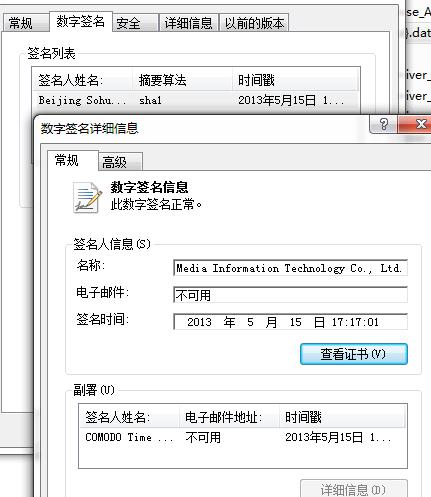 常规
数字签名
安全
详细信息
以前的版本
签名列表
签名人姓名:
摘要算法
时间戳
Beijing Sohu...
sha1
2013年5月15日 1...
数字签名详细信息
常规
高级
数字签名信息
此数字签名正常。
签名人信息(S)
名称:
Media Information Technology Co., Ltd.
电子邮件:
不可用
签名时间:
2013 年 5 月 15 日 17:17:01
查看证书(V)
副署(U)
签名人姓名:
电子邮件地址:
时间戳
COMODO Time ...
不可用
2013年5月15日 1...
详细信息(D)
se_A
).dat
iver_
iver_